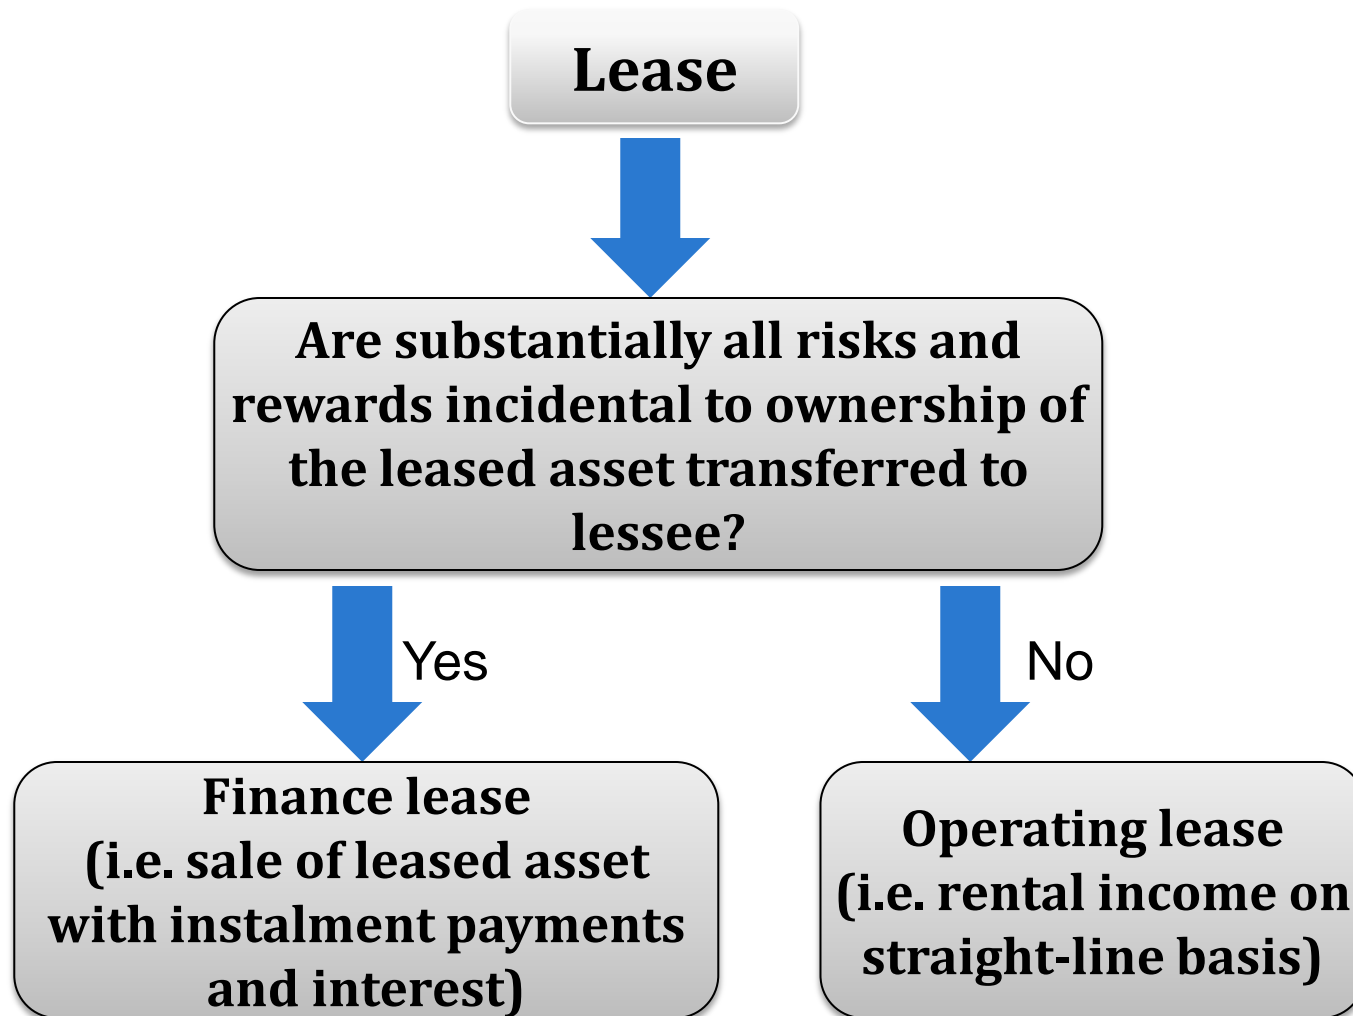 Lease
Are substantially all risks and
rewards incidental to ownership of
the leased asset transferred to
lessee?
Yes
No
Finance lease
(i.e. sale of leased asset
with instalment payments
and interest)
Operating lease
(i.e. rental income on
straight-line basis)